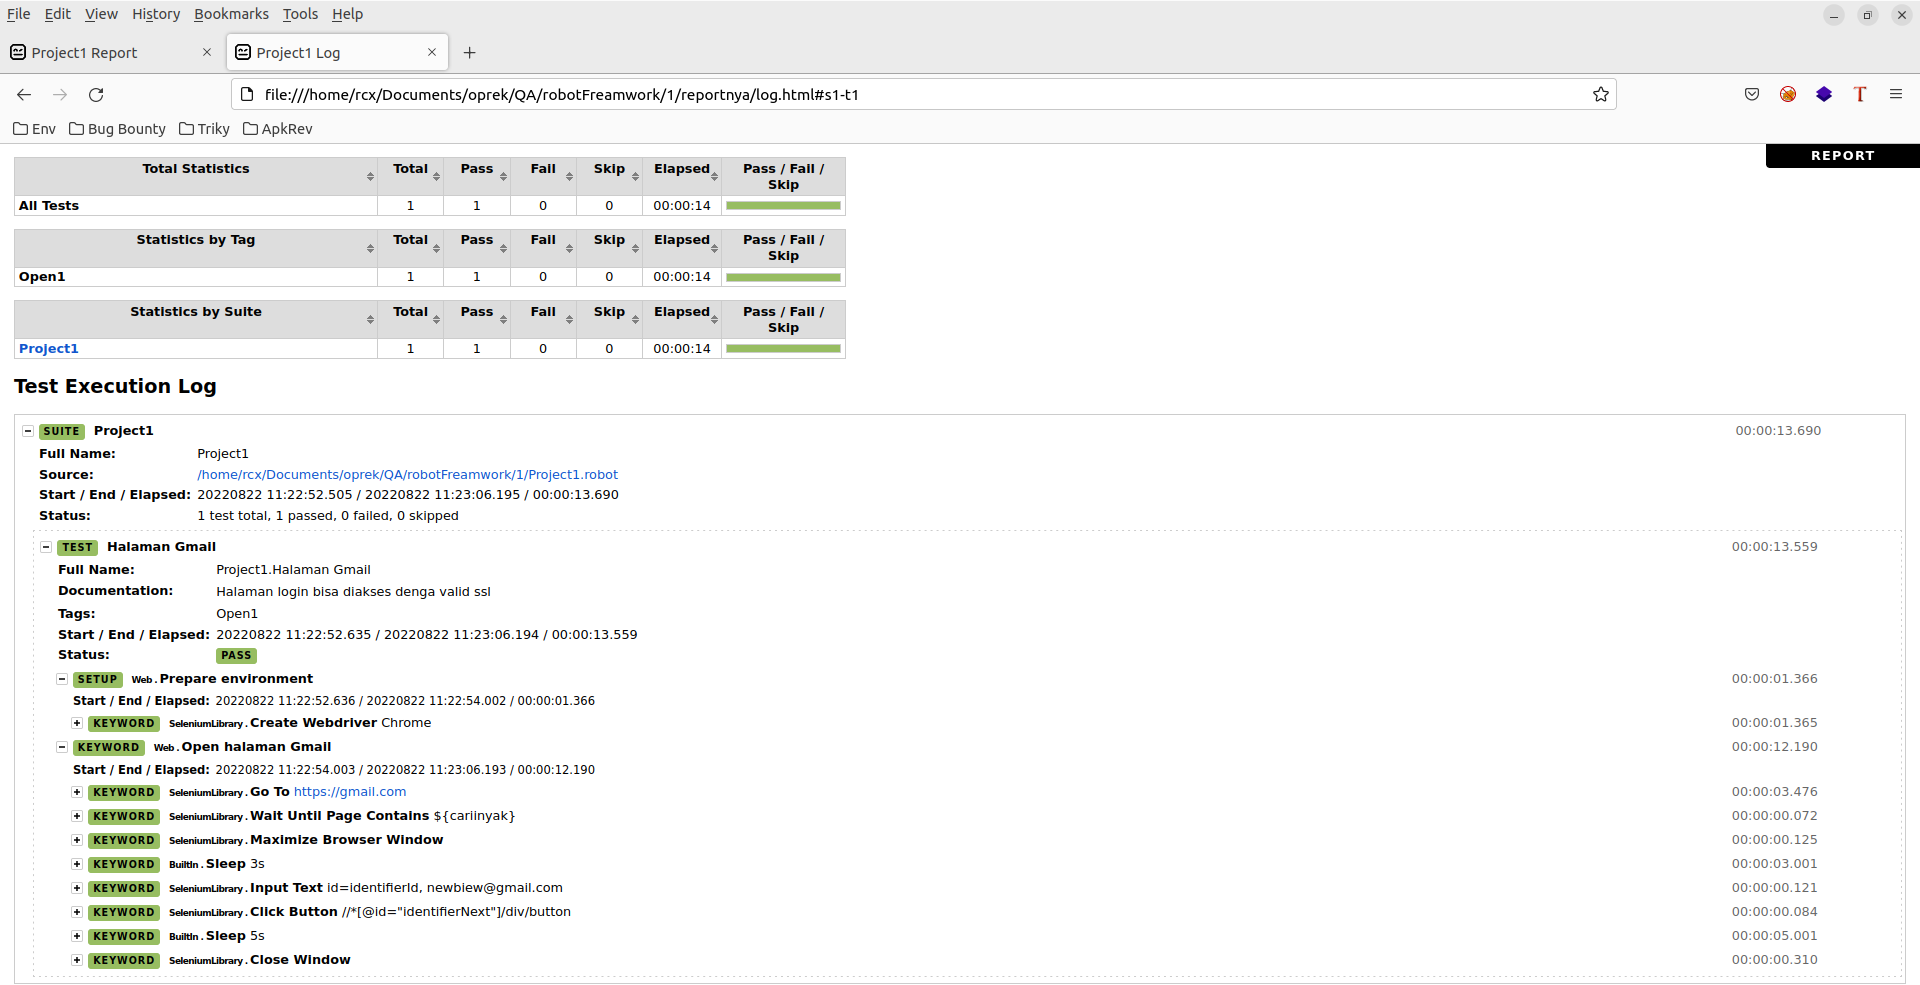 File Edit View History Bookmarks Tools Help
Project1 Report
Project1 Log
file:///home/rcx/Documents/oprek/QA/robotFreamwork/1/reportnya/log.html#s1-t1
Env Bug Bounty Triky ApkRev
REPORT
Total Statistics Total Pass Fail Skip Elapsed Pass / Fail / Skip
All Tests 1 1 0 0 00:00:14
Statistics by Tag Total Pass Fail Skip Elapsed Pass / Fail / Skip
Open1 1 1 0 0 00:00:14
Statistics by Suite Total Pass Fail Skip Elapsed Pass / Fail / Skip
Project1 1 1 0 0 00:00:14
Test Execution Log
SUITE Project1 00:00:13.690
Full Name: Project1
Source: /home/rcx/Documents/oprek/QA/robotFreamwork/1/Project1.robot
Start / End / Elapsed: 20220822 11:22:52.505 / 20220822 11:23:06.195 / 00:00:13.690
Status: 1 test total, 1 passed, 0 failed, 0 skipped
TEST Halaman Gmail 00:00:13.559
Full Name: Project1.Halaman Gmail
Documentation: Halaman login bisa diakses denga valid ssl
Tags: Open1
Start / End / Elapsed: 20220822 11:22:52.635 / 20220822 11:23:06.194 / 00:00:13.559
Status: PASS
SETUP Web. Prepare environment 00:00:01.366
Start / End / Elapsed: 20220822 11:22:52.636 / 20220822 11:22:54.002 / 00:00:01.366
KEYWORD SeleniumLibrary. Create Webdriver Chrome 00:00:01.365
KEYWORD Web. Open halaman Gmail 00:00:12.190
Start / End / Elapsed: 20220822 11:22:54.003 / 20220822 11:23:06.193 / 00:00:12.190
KEYWORD SeleniumLibrary. Go To https://gmail.com 00:00:03.476
KEYWORD SeleniumLibrary. Wait Until Page Contains ${cariinyak} 00:00:00.072
KEYWORD SeleniumLibrary. Maximize Browser Window 00:00:00.125
KEYWORD BuiltIn. Sleep 3s 00:00:03.001
KEYWORD SeleniumLibrary. Input Text id=identifierId, newbiew@gmail.com 00:00:00.121
KEYWORD SeleniumLibrary. Click Button //*[@id="identifierNext"]/div/button 00:00:00.084
KEYWORD BuiltIn. Sleep 5s 00:00:05.001
KEYWORD SeleniumLibrary. Close Window 00:00:00.310